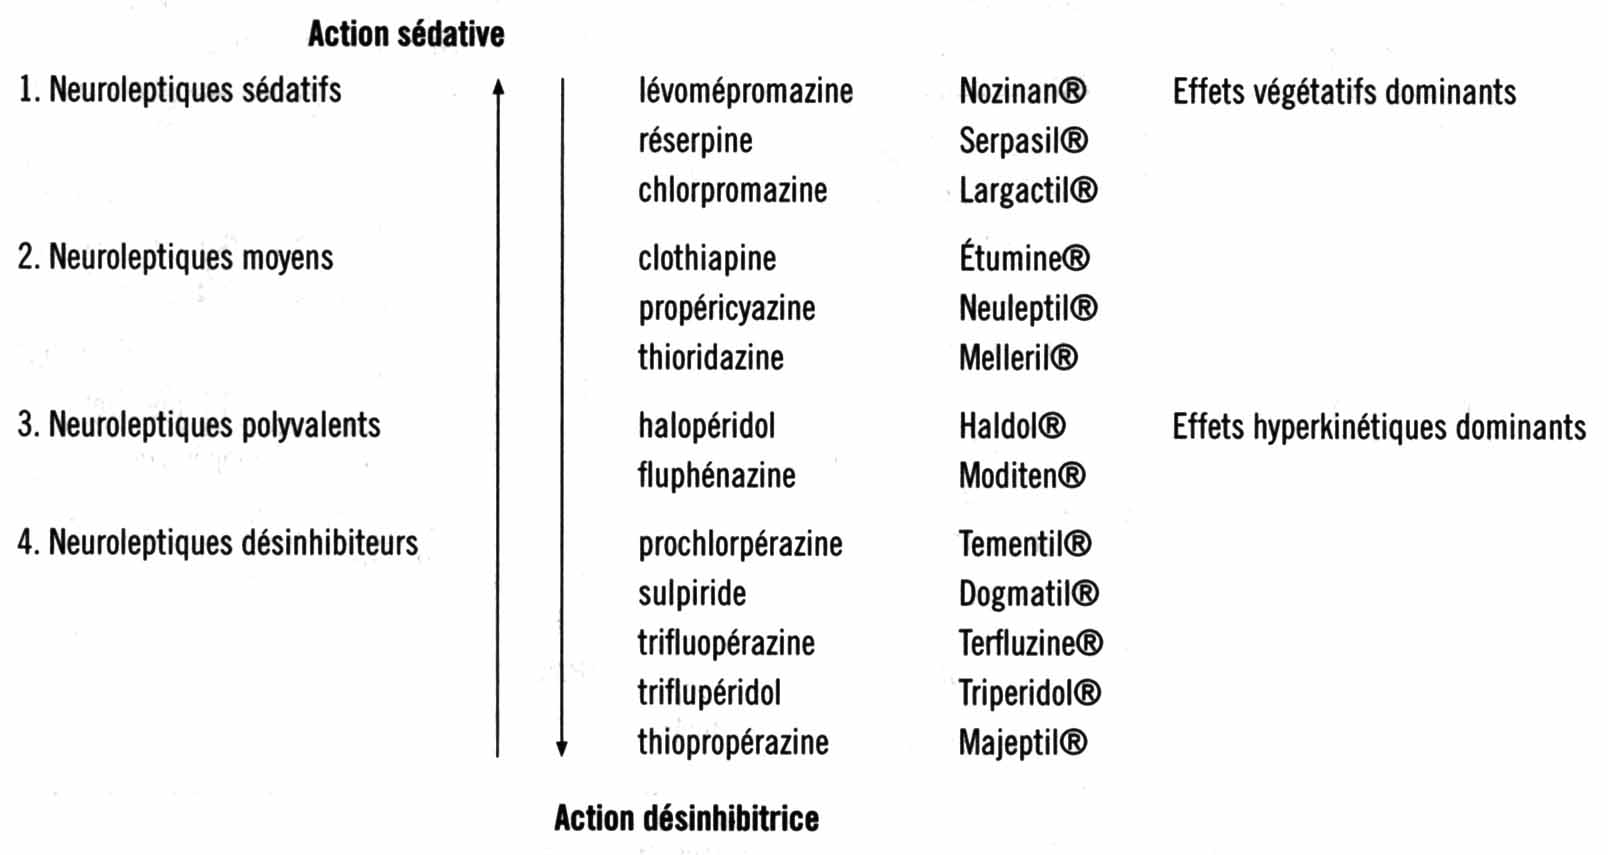 Action sédative
1. Neuroleptiques sédatifs lévomépromazine Nozinan® Effets végétatifs dominants
réserpine Serpasil®
chlorpromazine Largactil®
2. Neuroleptiques moyens clothiapine Étumine®
propéricyazine Neuleptil®
thioridazine Melleril®
3. Neuroleptiques polyvalents halopéridol Haldol® Effets hyperkinétiques dominants
fluphénazine Moditen®
4. Neuroleptiques désinhibiteurs prochlorpérazine Tementil®
sulpiride Dogmatil®
trifluopérazine Terfluzine®
triflupéridol Triperidol®
thiopropérazine Majeptil®
Action désinhibitrice